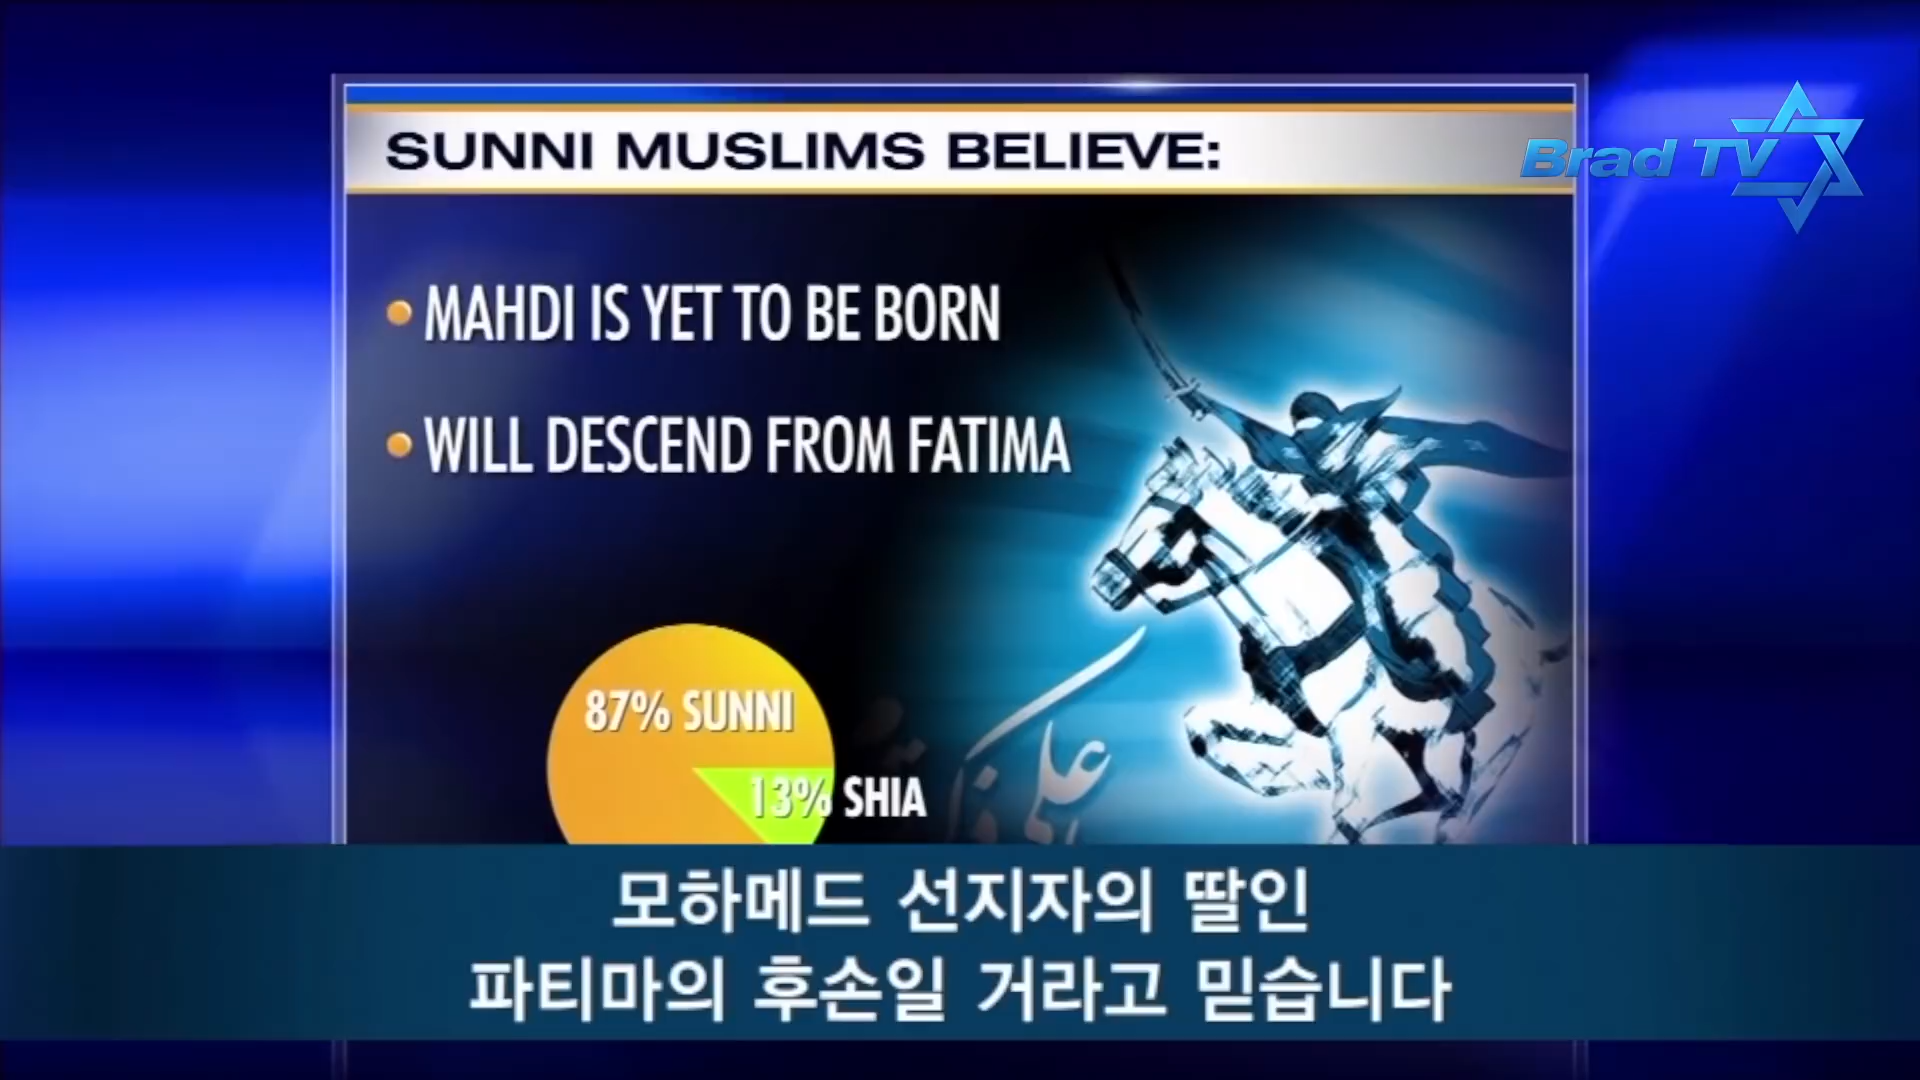 SUNNI MUSLIMS BELIEVE:
Brad TV
• MAHDI IS YET TO BE BORN
• WILL DESCEND FROM FATIMA
87% SUNNI
13% SHIA
모하메드 선지자의 딸인
파티마의 후손일 거라고 믿습니다